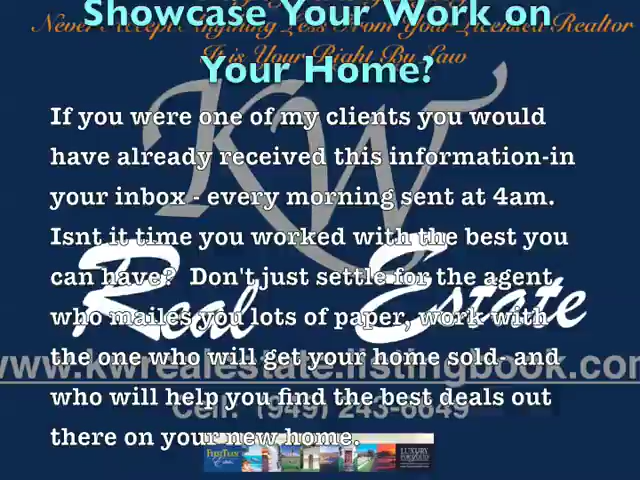 Showcase Your Work on
Never Accept Anything Less From Your Licensed Realtor
It is Your Right By Law
Your Home?
KW
If you were one of my clients you would
have already received this information-in
your inbox - every morning sent at 4am.
Isnt it time you worked with the best you
can have? Don't just settle for the agent
Real Estate
who mailes you lots of paper, work with
the one who will get your home sold- and
www.kwrealestate.listingbook.com
who will help you find the best deals out
Cell: (949) 243-6649
there on your new home.